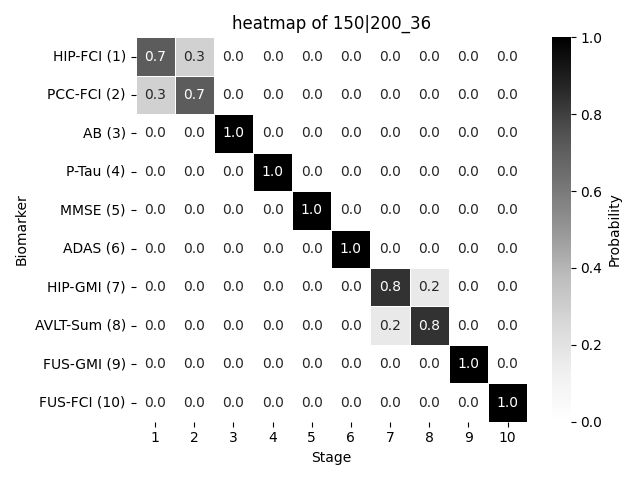 heatmap of 150|200_36
HIP-FCI (1) 0.7 0.3 0.0 0.0 0.0 0.0 0.0 0.0 0.0 0.0
PCC-FCI (2) 0.3 0.7 0.0 0.0 0.0 0.0 0.0 0.0 0.0 0.0
AB (3) 0.0 0.0 1.0 0.0 0.0 0.0 0.0 0.0 0.0 0.0
P-Tau (4) 0.0 0.0 0.0 1.0 0.0 0.0 0.0 0.0 0.0 0.0
MMSE (5) 0.0 0.0 0.0 0.0 1.0 0.0 0.0 0.0 0.0 0.0
ADAS (6) 0.0 0.0 0.0 0.0 0.0 1.0 0.0 0.0 0.0 0.0
HIP-GMI (7) 0.0 0.0 0.0 0.0 0.0 0.0 0.8 0.2 0.0 0.0
AVLT-Sum (8) 0.0 0.0 0.0 0.0 0.0 0.0 0.2 0.8 0.0 0.0
FUS-GMI (9) 0.0 0.0 0.0 0.0 0.0 0.0 0.0 0.0 1.0 0.0
FUS-FCI (10) 0.0 0.0 0.0 0.0 0.0 0.0 0.0 0.0 0.0 1.0
1 2 3 4 5 6 7 8 9 10
Stage
Biomarker
1.0
0.8
0.6
0.4
0.2
0.0
Probability